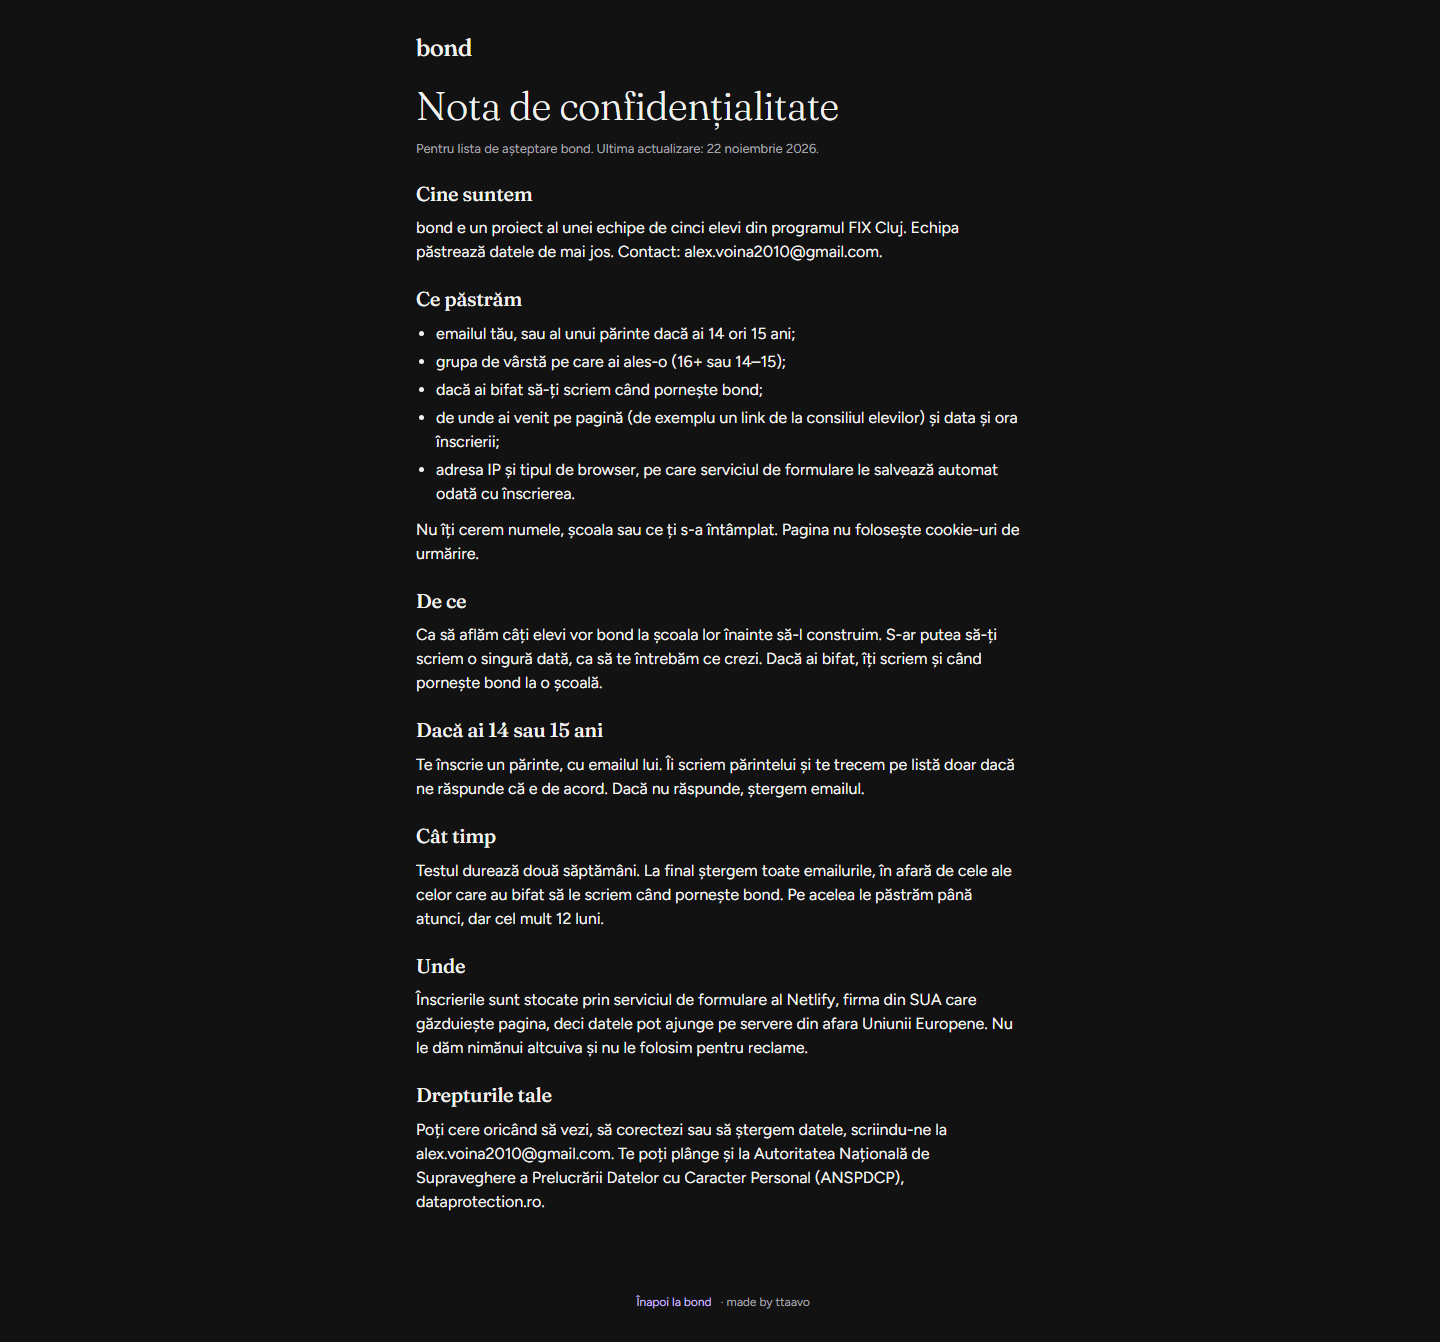 bond
Nota de confidențialitate
Pentru lista de așteptare bond. Ultima actualizare: 22 noiembrie 2026.
Cine suntem
bond e un proiect al unei echipe de cinci elevi din programul FIX Cluj. Echipa
păstrează datele de mai jos. Contact: alex.voina2010@gmail.com.
Ce păstrăm
• emailul tău, sau al unui părinte dacă ai 14 ori 15 ani;
• grupa de vârstă pe care ai ales-o (16+ sau 14–15);
• dacă ai bifat să-ți scriem când pornește bond;
• de unde ai venit pe pagină (de exemplu un link de la consiliul elevilor) și data și ora
înscrierii;
• adresa IP și tipul de browser, pe care serviciul de formulare le salvează automat
odată cu înscrierea.
Nu îți cerem numele, școala sau ce ți s-a întâmplat. Pagina nu folosește cookie-uri de
urmărire.
De ce
Ca să aflăm câți elevi vor bond la școala lor înainte să-l construim. S-ar putea să-ți
scriem o singură dată, ca să te întrebăm ce crezi. Dacă ai bifat, îți scriem și când
pornește bond la o școală.
Dacă ai 14 sau 15 ani
Te înscrie un părinte, cu emailul lui. Îi scriem părintelui și te trecem pe listă doar dacă
ne răspunde că e de acord. Dacă nu răspunde, ștergem emailul.
Cât timp
Testul durează două săptămâni. La final ștergem toate emailurile, în afară de cele ale
celor care au bifat să le scriem când pornește bond. Pe acelea le păstrăm până
atunci, dar cel mult 12 luni.
Unde
Înscrierile sunt stocate prin serviciul de formulare al Netlify, firma din SUA care
găzduiește pagina, deci datele pot ajunge pe servere din afara Uniunii Europene. Nu
le dăm nimănui altcuiva și nu le folosim pentru reclame.
Drepturile tale
Poți cere oricând să vezi, să corectezi sau să ștergem datele, scriindu-ne la
alex.voina2010@gmail.com. Te poți plânge și la Autoritatea Națională de
Supraveghere a Prelucrării Datelor cu Caracter Personal (ANSPDCP),
dataprotection.ro.
Înapoi la bond · made by ttaavo